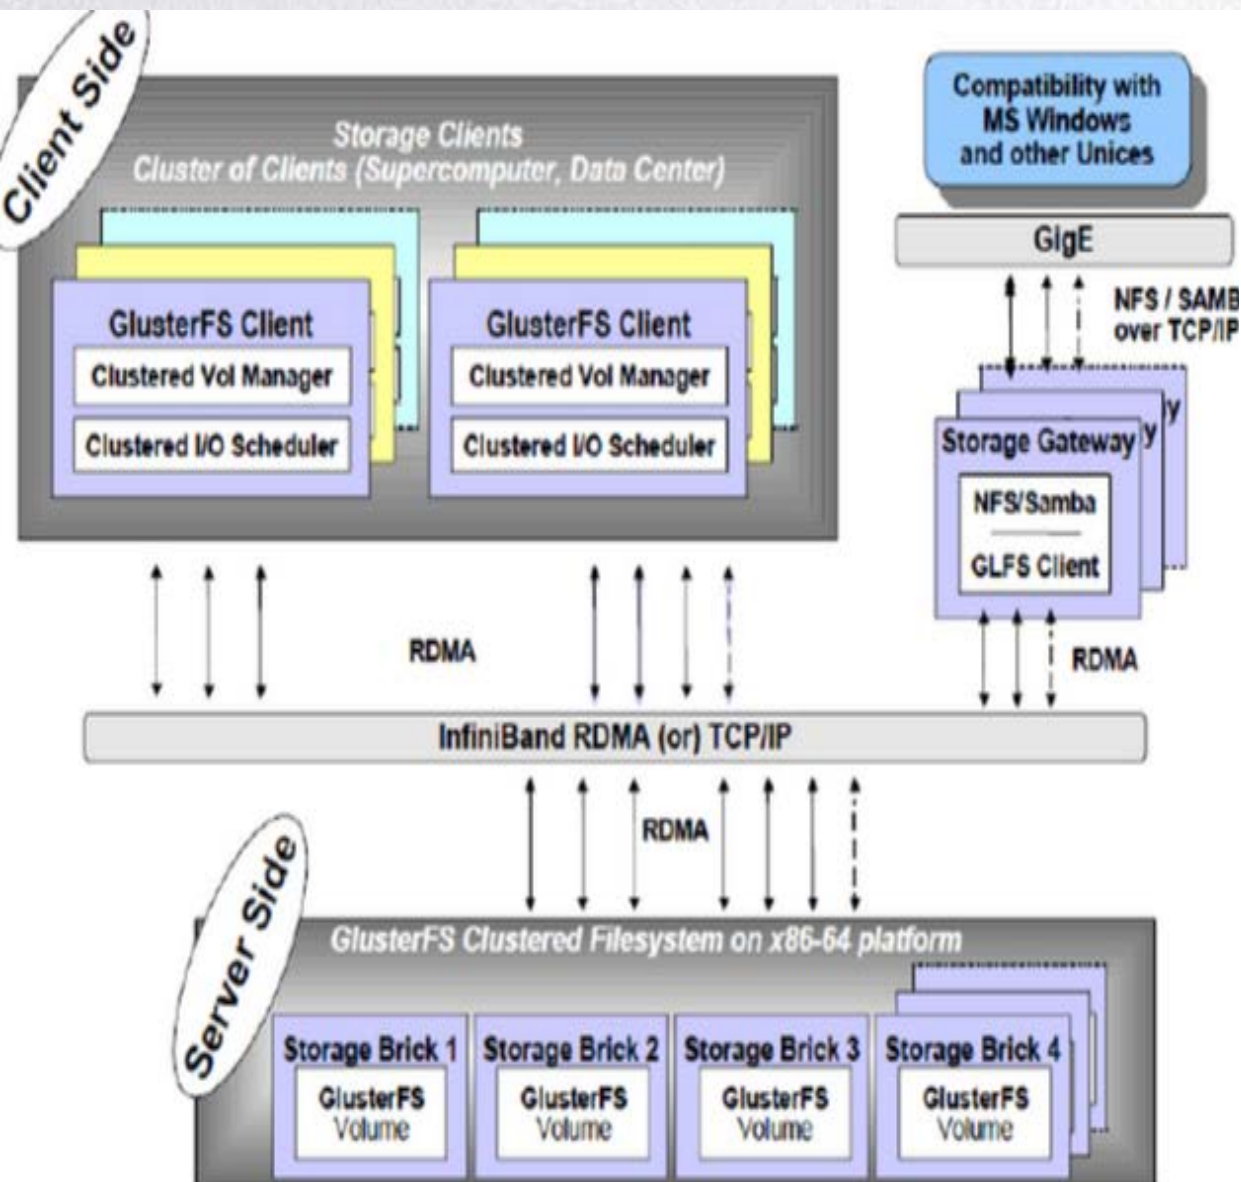 Client Side
Storage Clients
Cluster of Clients (Supercomputer, Data Center)
GlusterFS Client
Clustered Vol Manager
Clustered I/O Scheduler
GlusterFS Client
Clustered Vol Manager
Clustered I/O Scheduler
Compatibility with
MS Windows
and other Unices
GigE
NFS / SAMB
over TCP/IP
Storage Gateway
y
y
NFS/Samba
GLFS Client
RDMA
RDMA
InfiniBand RDMA (or) TCP/IP
RDMA
Server Side
GlusterFS Clustered Filesystem on x86-64 platform
Storage Brick 1
GlusterFS
Volume
Storage Brick 2
GlusterFS
Volume
Storage Brick 3
GlusterFS
Volume
Storage Brick 4
GlusterFS
Volume